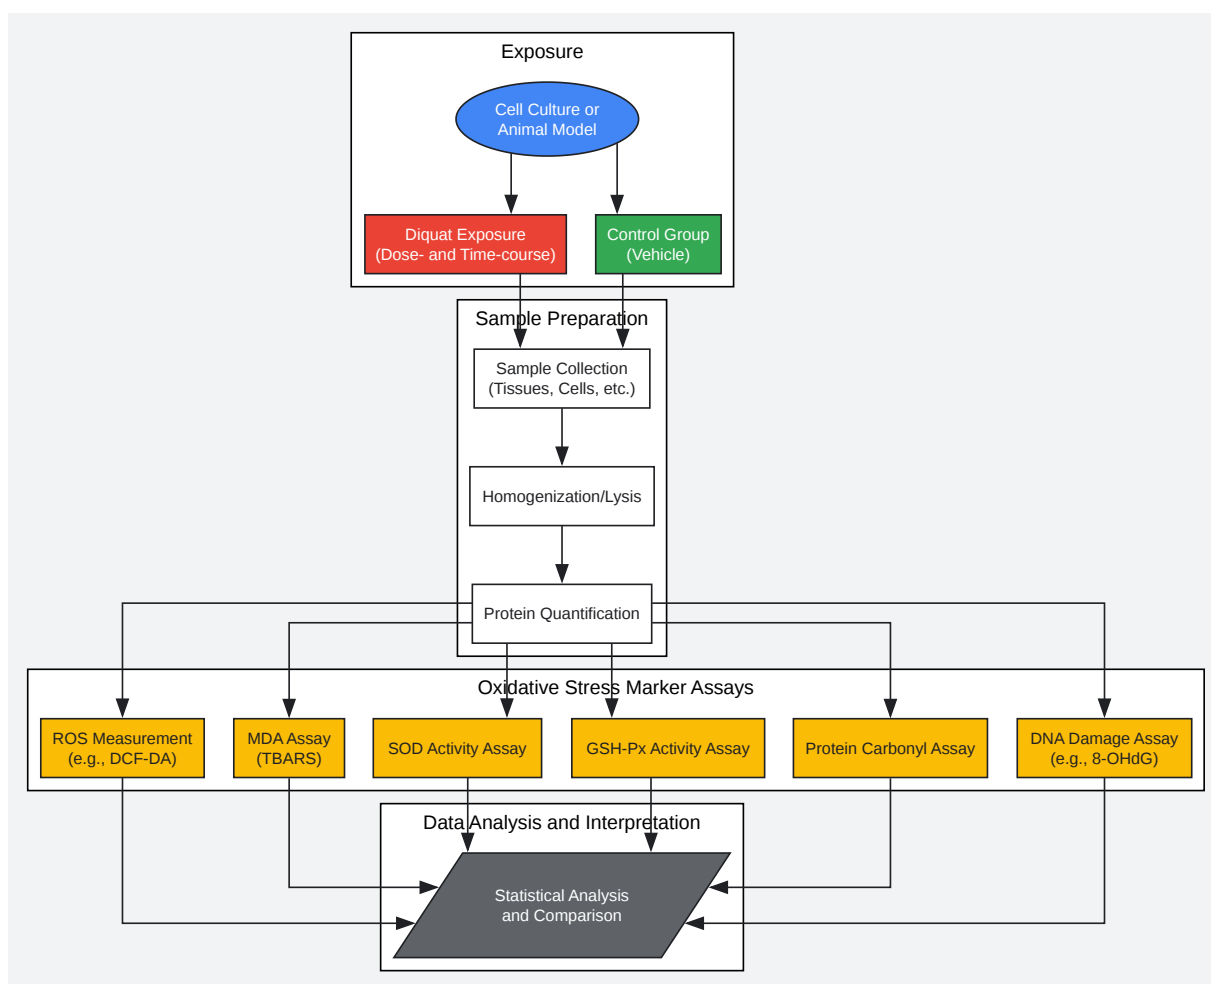 Exposure
Cell Culture or
Animal Model
Diquat Exposure
(Dose- and Time-course)
Control Group
(Vehicle)
Sample Preparation
Sample Collection
(Tissues, Cells, etc.)
Homogenization/Lysis
Protein Quantification
Oxidative Stress Marker Assays
ROS Measurement
(e.g., DCF-DA)
MDA Assay
(TBARS)
SOD Activity Assay
GSH-Px Activity Assay
Protein Carbonyl Assay
DNA Damage Assay
(e.g., 8-OHdG)
Data Analysis and Interpretation
Statistical Analysis
and Comparison